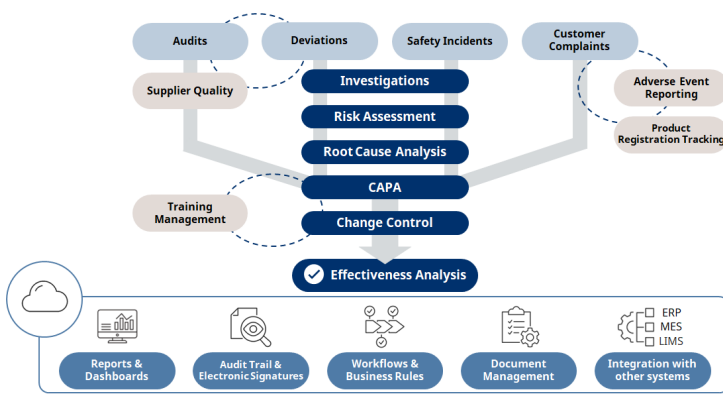 Audits
Deviations
Safety Incidents
Customer
Complaints
Supplier Quality
Investigations
Adverse Event
Reporting
Risk Assessment
Product
Registration Tracking
Root Cause Analysis
CAPA
Training
Management
Change Control
Effectiveness Analysis
ERP
MES
LIMS
Reports &
Dashboards
Audit Trail &
Electronic Signatures
Workflows &
Business Rules
Document
Management
Integration with
other systems